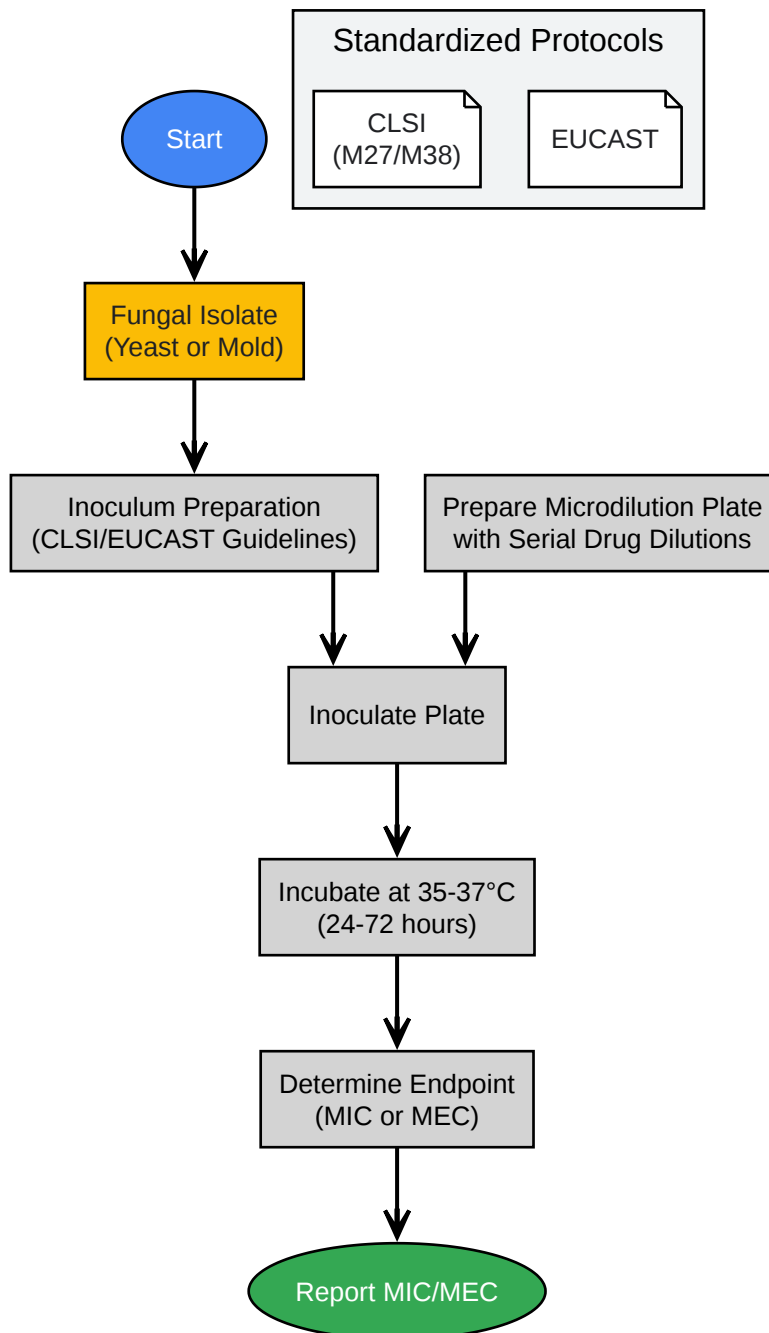 Standardized Protocols
CLSI
(M27/M38)
EUCAST
Start
Fungal Isolate
(Yeast or Mold)
Inoculum Preparation
(CLSI/EUCAST Guidelines)
Prepare Microdilution Plate
with Serial Drug Dilutions
Inoculate Plate
Incubate at 35-37°C
(24-72 hours)
Determine Endpoint
(MIC or MEC)
Report MIC/MEC